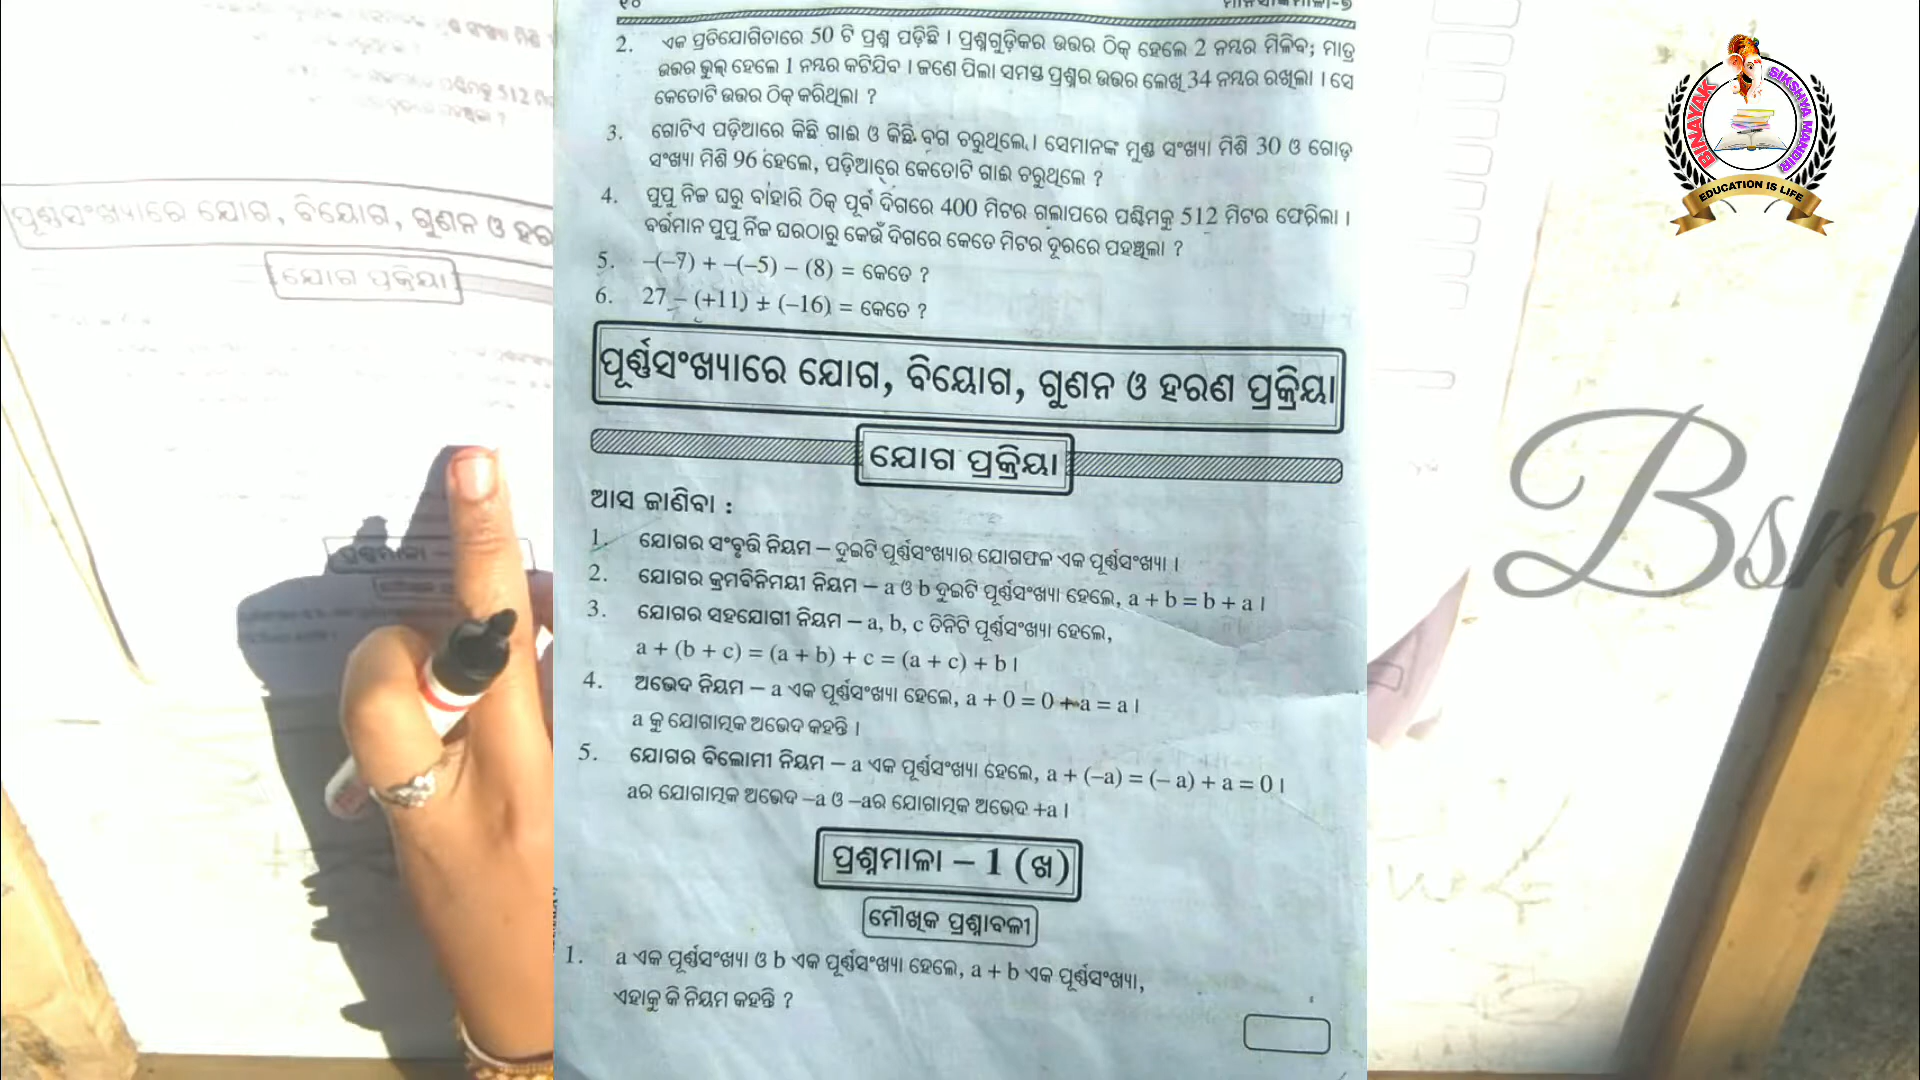 2. ଏକ ପ୍ରତିଯୋଗିତାରେ 50 ଟି ପ୍ରଶ୍ନ ପଡ଼ିଛି । ପ୍ରଶ୍ନଗୁଡ଼ିକର ଉତ୍ତର ଠିକ୍ ହେଲେ 2 ନମ୍ବର ମିଳିବ; ମାତ୍ର
ଉତ୍ତର ଭୁଲ୍ ହେଲେ 1 ନମ୍ବର କଟିଯିବ । ଜଣେ ପିଲା ସମସ୍ତ ପ୍ରଶ୍ନର ଉତ୍ତର ଲେଖି 34 ନମ୍ବର ରଖିଲା । ସେ
କେତୋଟି ଉତ୍ତର ଠିକ୍ କରିଥିଲା ?
3. ଗୋଟିଏ ପଡ଼ିଆରେ କିଛି ଗାଈ ଓ କିଛି ବଗ ଚରୁଥିଲେ । ସେମାନଙ୍କ ମୁଣ୍ଡ ସଂଖ୍ୟା ମିଶି 30 ଓ ଗୋଡ଼
ସଂଖ୍ୟା ମିଶି 96 ହେଲେ, ପଡ଼ିଆରେ କେତୋଟି ଗାଈ ଚରୁଥିଲେ ?
4. ପୁପୁ ନିଜ ଘରୁ ବାହାରି ଠିକ୍ ପୂର୍ବ ଦିଗରେ 400 ମିଟର ଗଲାପରେ ପଶ୍ଚିମକୁ 512 ମିଟର ଫେରିଲା ।
ବର୍ତ୍ତମାନ ପୁପୁ ନିଜ ଘରଠାରୁ କେଉଁ ଦିଗରେ କେତେ ମିଟର ଦୂରରେ ପହଞ୍ଚିଲା ?
5. –(–7) + –(–5) – (8) = କେତେ ?
6. 27 – (+11) ± (–16) = କେତେ ?
ପୂର୍ଣ୍ଣସଂଖ୍ୟାରେ ଯୋଗ, ବିୟୋଗ, ଗୁଣନ ଓ ହରଣ ପ୍ରକ୍ରିୟା
ଯୋଗ ପ୍ରକ୍ରିୟା
ଆସ ଜାଣିବା :
1. ଯୋଗର ସଂବୃତ୍ତି ନିୟମ – ଦୁଇଟି ପୂର୍ଣ୍ଣସଂଖ୍ୟାର ଯୋଗଫଳ ଏକ ପୂର୍ଣ୍ଣସଂଖ୍ୟା ।
2. ଯୋଗର କ୍ରମବିନିମୟୀ ନିୟମ – a ଓ b ଦୁଇଟି ପୂର୍ଣ୍ଣସଂଖ୍ୟା ହେଲେ, a + b = b + a ।
3. ଯୋଗର ସହଯୋଗୀ ନିୟମ – a, b, c ତିନିଟି ପୂର୍ଣ୍ଣସଂଖ୍ୟା ହେଲେ,
a + (b + c) = (a + b) + c = (a + c) + b ।
4. ଅଭେଦ ନିୟମ – a ଏକ ପୂର୍ଣ୍ଣସଂଖ୍ୟା ହେଲେ, a + 0 = 0 + a = a ।
a କୁ ଯୋଗାତ୍ମକ ଅଭେଦ କହନ୍ତି ।
5. ଯୋଗର ବିଲୋମୀ ନିୟମ – a ଏକ ପୂର୍ଣ୍ଣସଂଖ୍ୟା ହେଲେ, a + (–a) = (– a) + a = 0 ।
aର ଯୋଗାତ୍ମକ ଅଭେଦ –a ଓ –aର ଯୋଗାତ୍ମକ ଅଭେଦ +a ।
ପ୍ରଶ୍ନମାଳା – 1 (ଖ)
ମୌଖିକ ପ୍ରଶ୍ନାବଳୀ
1. a ଏକ ପୂର୍ଣ୍ଣସଂଖ୍ୟା ଓ b ଏକ ପୂର୍ଣ୍ଣସଂଖ୍ୟା ହେଲେ, a + b ଏକ ପୂର୍ଣ୍ଣସଂଖ୍ୟା,
ଏହାକୁ କି ନିୟମ କହନ୍ତି ?
BINAYAK SIKSHYA MANDIR
EDUCATION IS LIFE
Bsm
ପୂର୍ଣ୍ଣସଂଖ୍ୟାରେ ଯୋଗ, ବିୟୋଗ, ଗୁଣନ ଓ
ଯୋଗ ପ୍ରକ୍ରିୟା